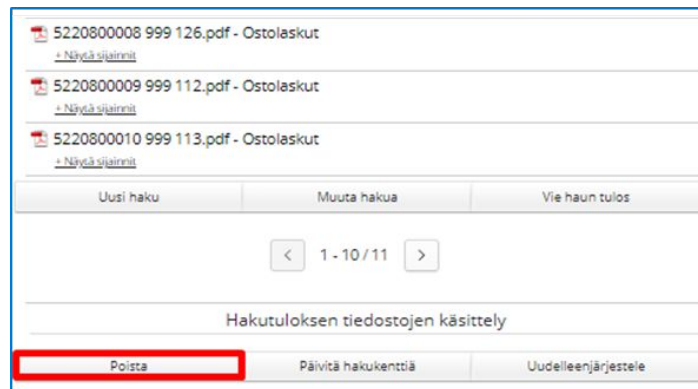 5220800008 999 126.pdf - Ostolaskut
+ Näytä sijainnit
5220800009 999 112.pdf - Ostolaskut
+ Näytä sijainnit
5220800010 999 113.pdf - Ostolaskut
+ Näytä sijainnit
Uusi haku Muuta hakua Vie haun tulos
< 1 - 10 / 11 >
Hakutuloksen tiedostojen käsittely
Poista Päivitä hakukenttiä Uudelleenjärjestele